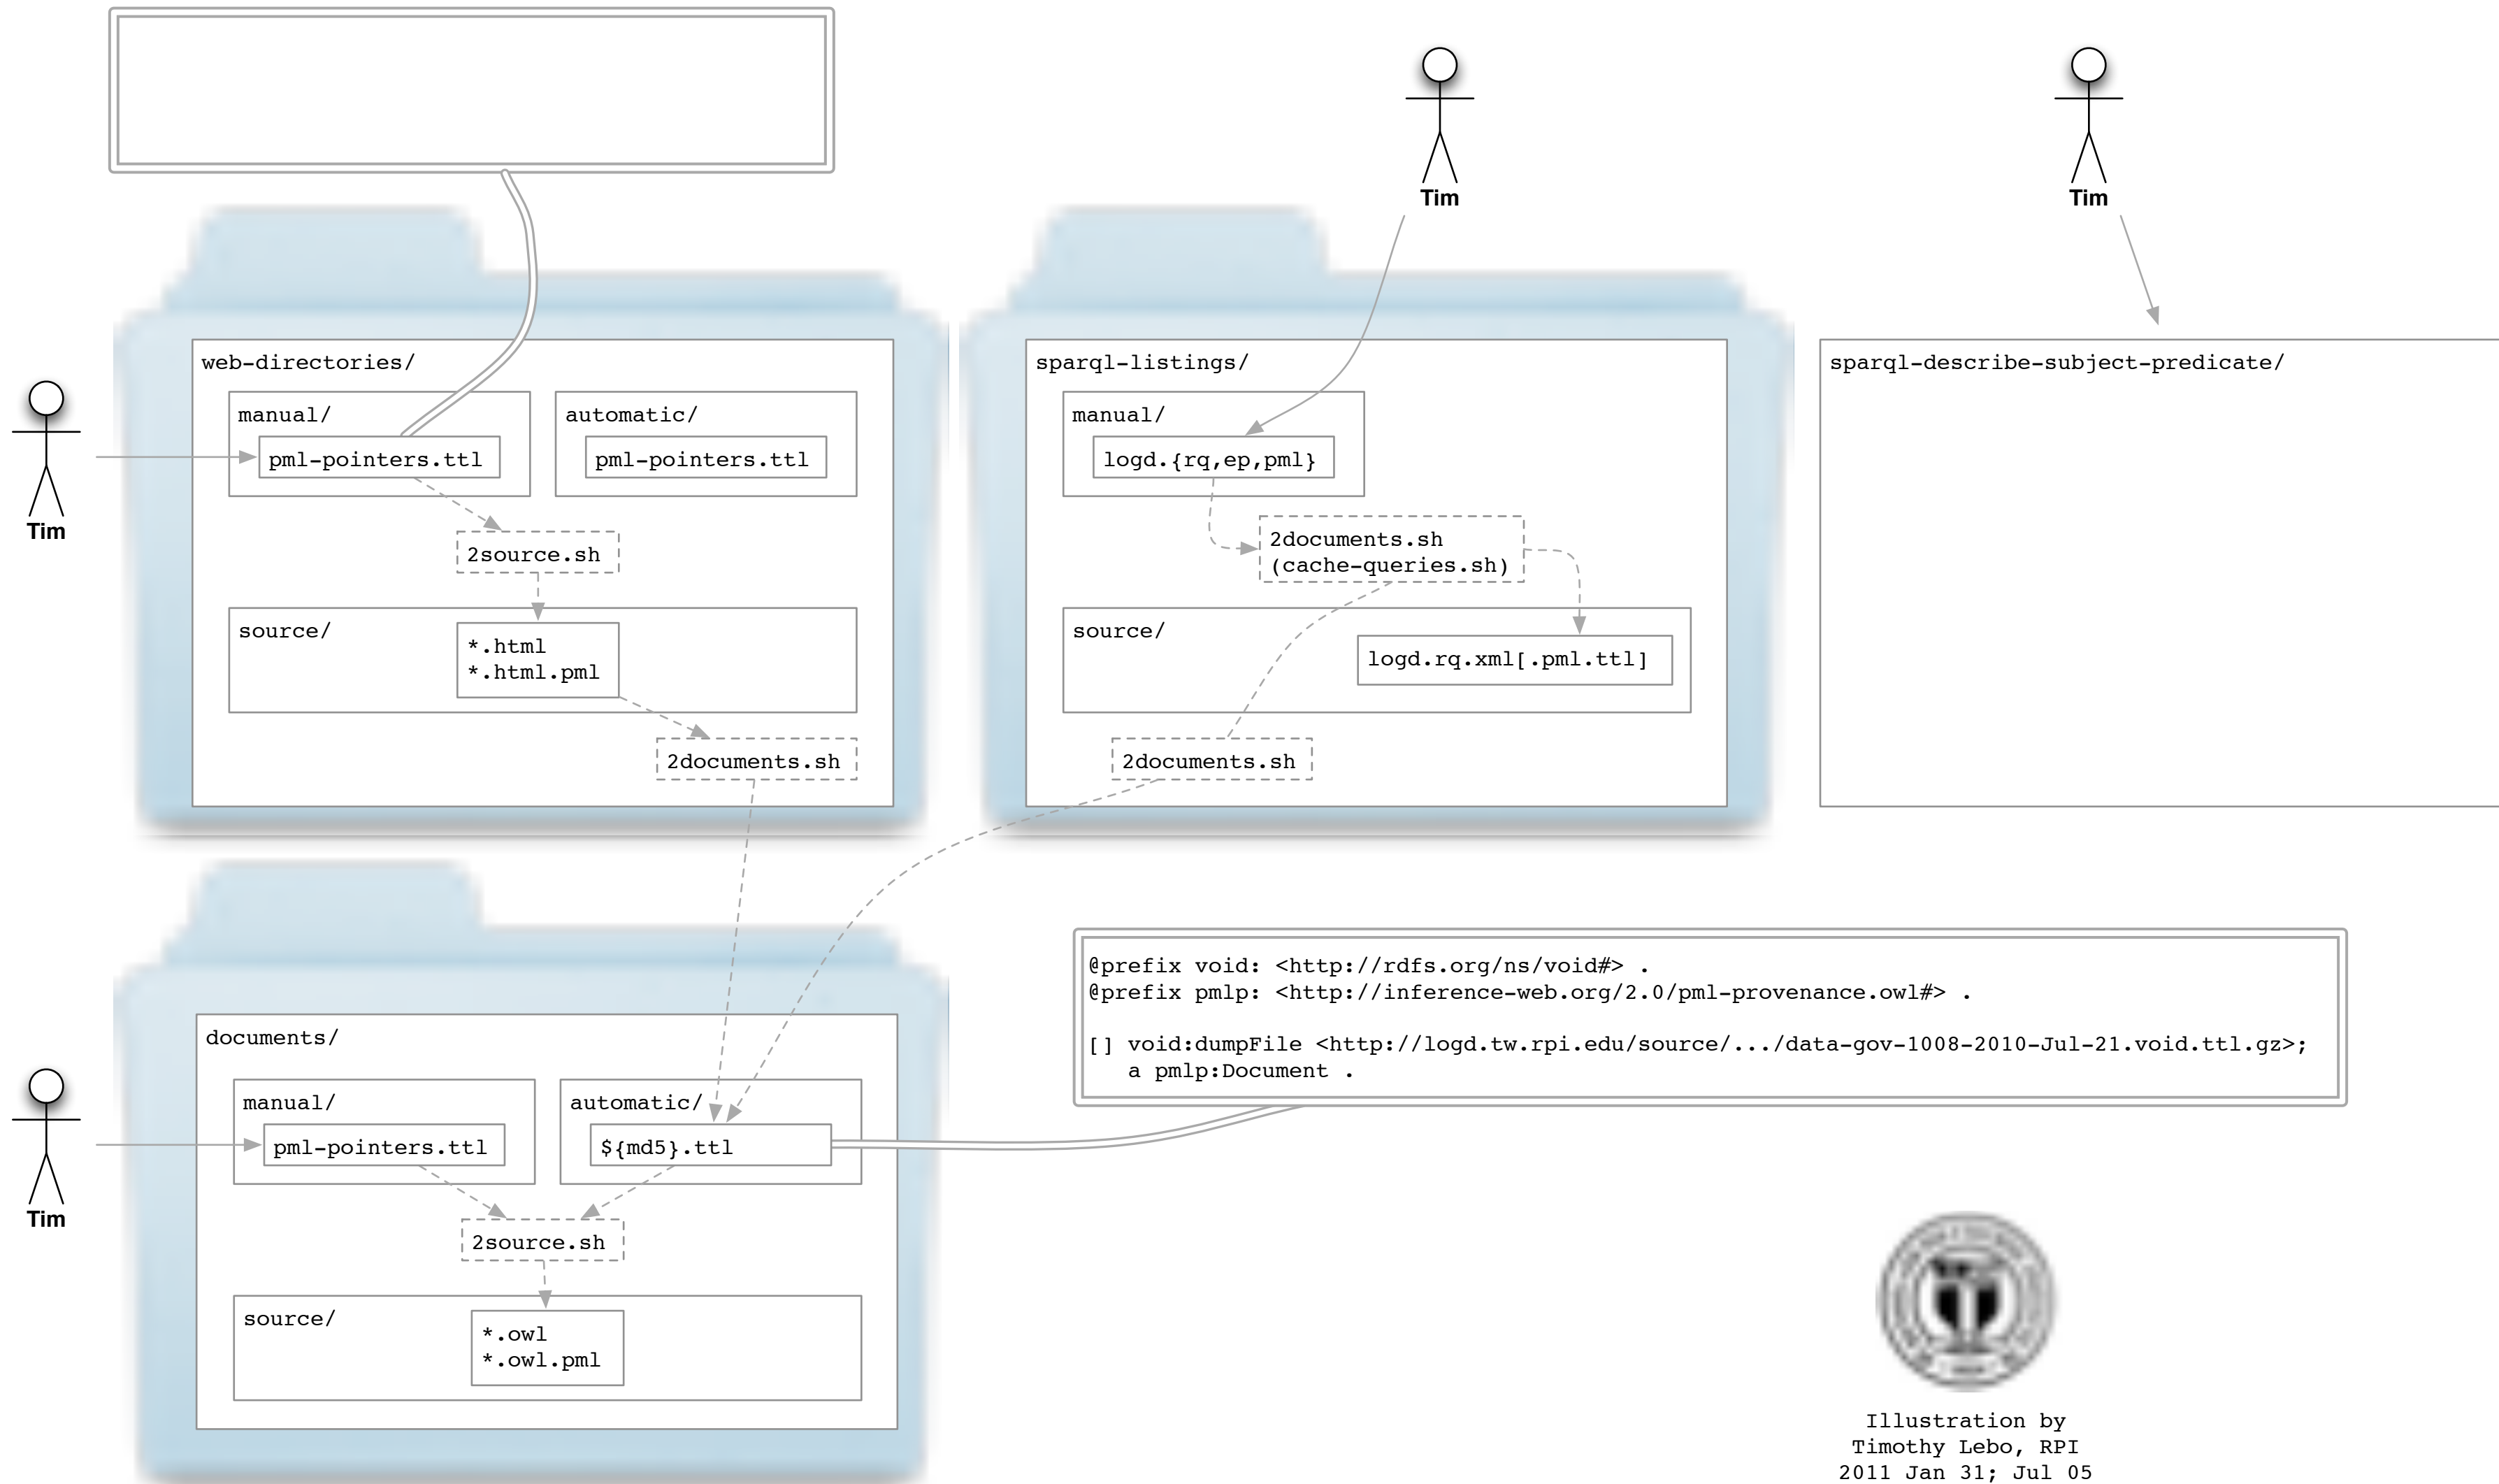 Tim
Tim
web-directories/
manual/
pml-pointers.ttl
automatic/
pml-pointers.ttl
Tim
2source.sh
source/
*.html
*.html.pml
2documents.sh
sparql-listings/
manual/
logd.{rq,ep,pml}
2documents.sh
(cache-queries.sh)
source/
logd.rq.xml[.pml.ttl]
2documents.sh
sparql-describe-subject-predicate/
documents/
manual/
pml-pointers.ttl
automatic/
${md5}.ttl
Tim
2source.sh
source/
*.owl
*.owl.pml
@prefix void: <http://rdfs.org/ns/void#> .
@prefix pmlp: <http://inference-web.org/2.0/pml-provenance.owl#> .
[] void:dumpFile <http://logd.tw.rpi.edu/source/.../data-gov-1008-2010-Jul-21.void.ttl.gz>;
a pmlp:Document .
Illustration by
Timothy Lebo, RPI
2011 Jan 31; Jul 05